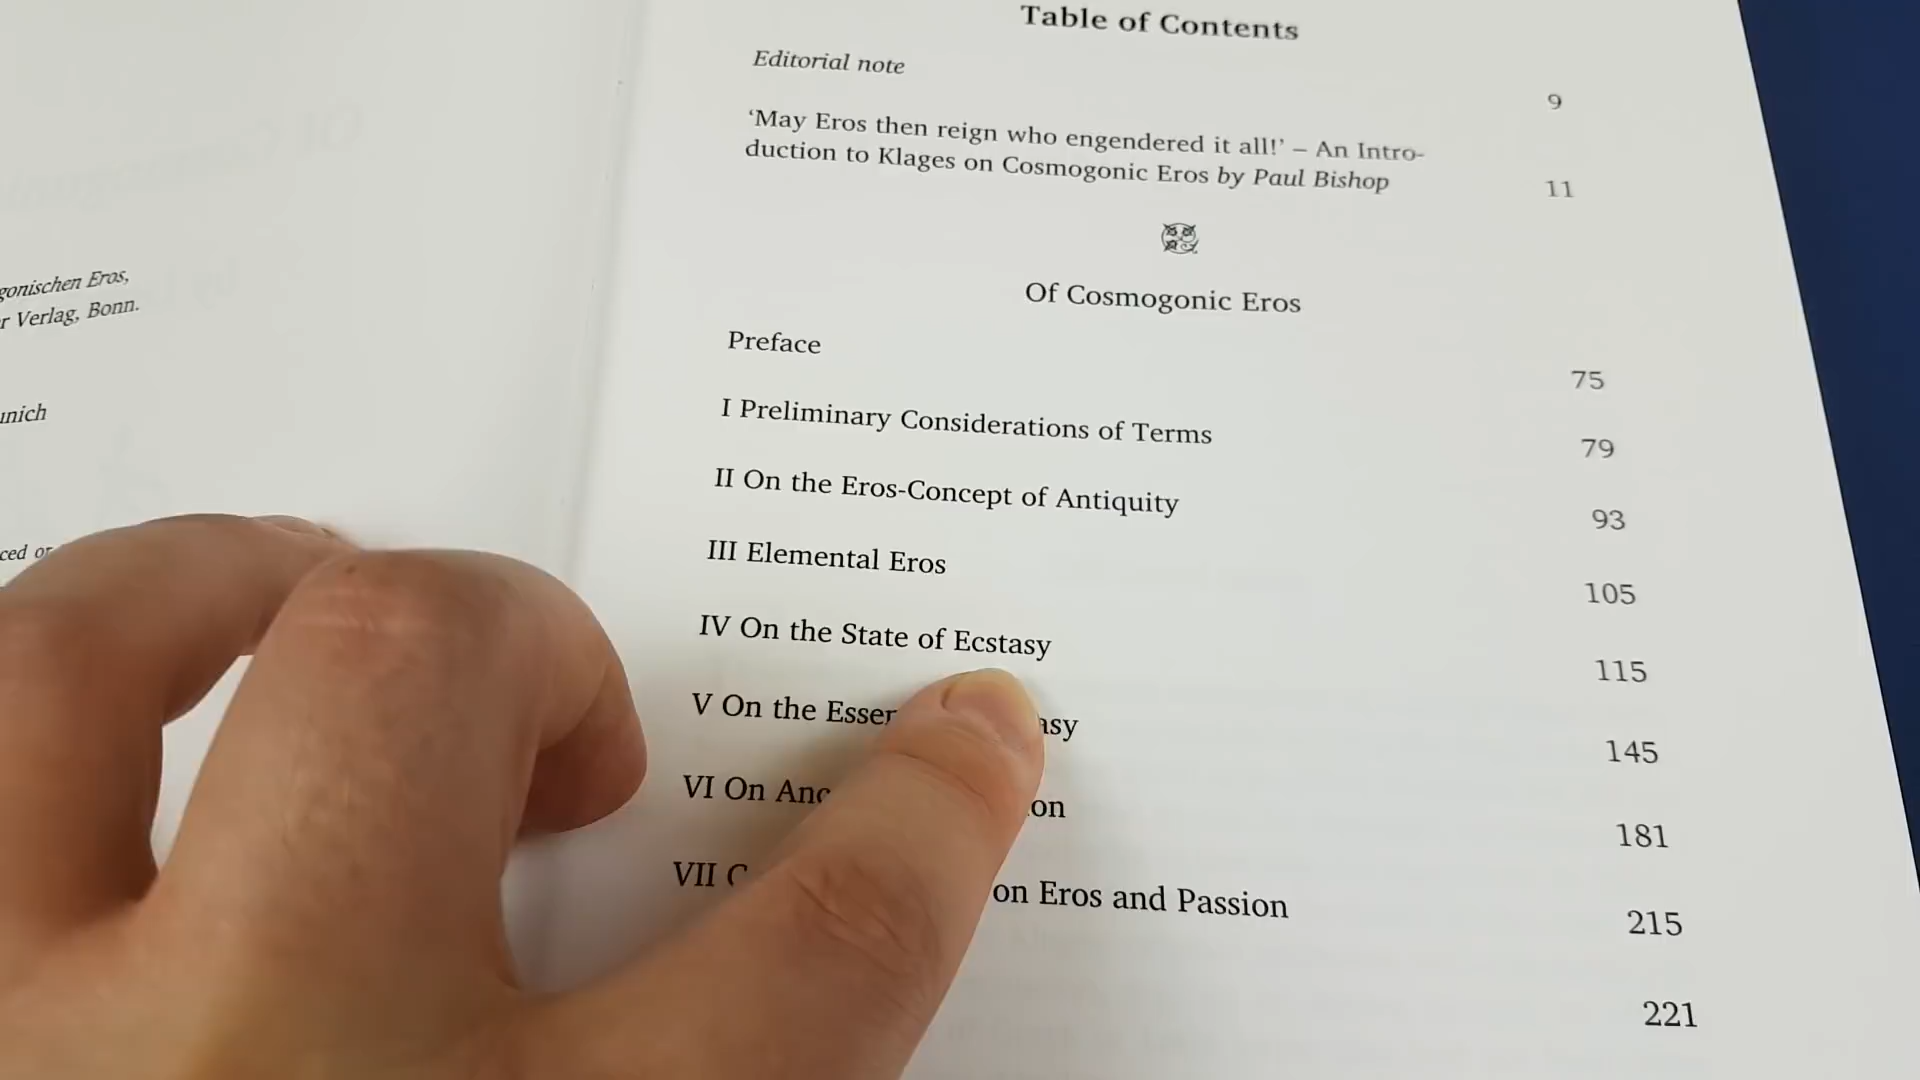 gonischen Eros,
r Verlag, Bonn.
unich
ced or
Table of Contents
Editorial note 9
‘May Eros then reign who engendered it all!’ – An Intro-
duction to Klages on Cosmogonic Eros by Paul Bishop 11
Of Cosmogonic Eros
Preface 75
I Preliminary Considerations of Terms 79
II On the Eros-Concept of Antiquity 93
III Elemental Eros 105
IV On the State of Ecstasy 115
V On the Essen asy 145
VI On Anc on 181
VII C on Eros and Passion 215
221